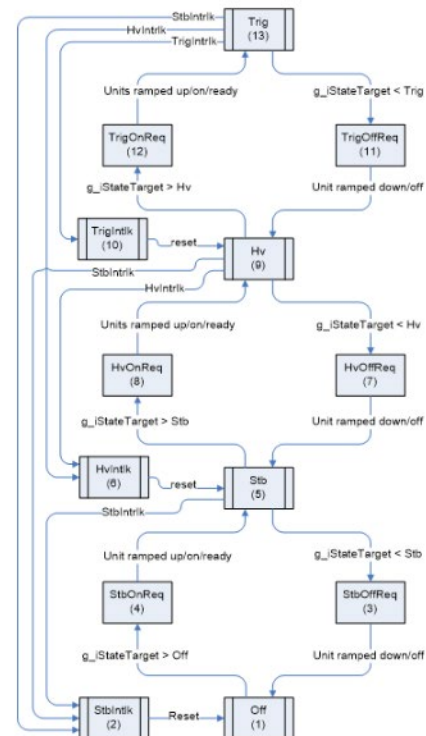 StbIntrlk
HvIntrlk
TrigIntrlk
Trig
(13)
Units ramped up/on/ready
g_iStateTarget < Trig
TrigOnReq
(12)
TrigOffReq
(11)
g_iStateTarget > Hv
Unit ramped down/off
TrigIntlk
(10)
reset
Hv
(9)
StbIntrlk
HvIntrlk
Units ramped up/on/ready
g_iStateTarget < Hv
HvOnReq
(8)
HvOffReq
(7)
g_iStateTarget > Stb
Unit ramped down/off
HvIntlk
(6)
reset
Stb
(5)
StbIntrlk
Unit ramped up/on/ready
g_iStateTarget < Stb
StbOnReq
(4)
StbOffReq
(3)
g_iStateTarget > Off
Unit ramped down/off
StbIntlk
(2)
Reset
Off
(1)